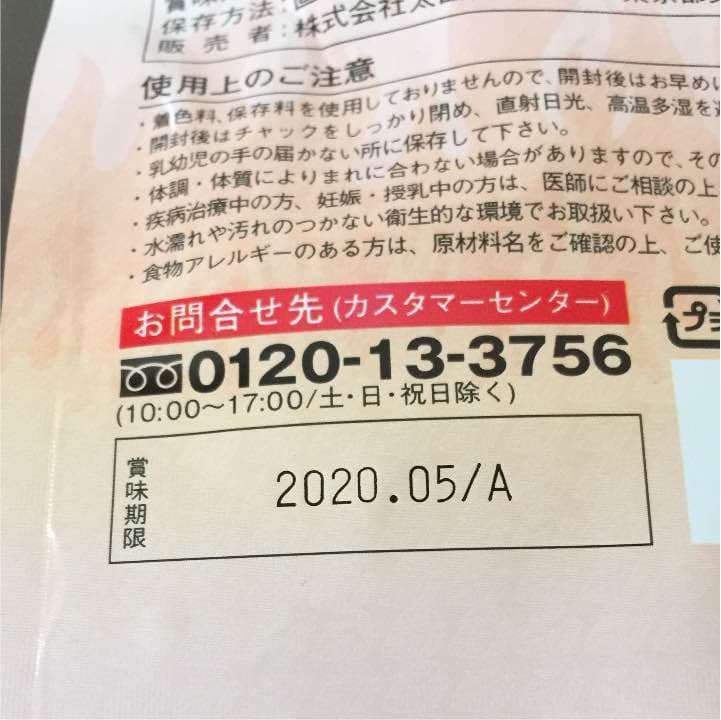 保存方法:直
販 売 者:株式会社太
使用上のご注意
・着色料、保存料を使用しておりませんので、開封後はお早め
・開封後はチャックをしっかり閉め、直射日光、高温多湿を
・乳幼児の手の届かない所に保存して下さい。
・体調・体質によりまれに合わない場合がありますので、その
・疾病治療中の方、妊娠・授乳中の方は、医師にご相談の上
・水濡れや汚れのつかない衛生的な環境でお取扱い下さい。
・食物アレルギーのある方は、原材料名をご確認の上、ご使
お問合せ先(カスタマーセンター)
0120-13-3756
(10:00〜17:00/土・日・祝日除く)
プラ
賞味期限
2020.05/A